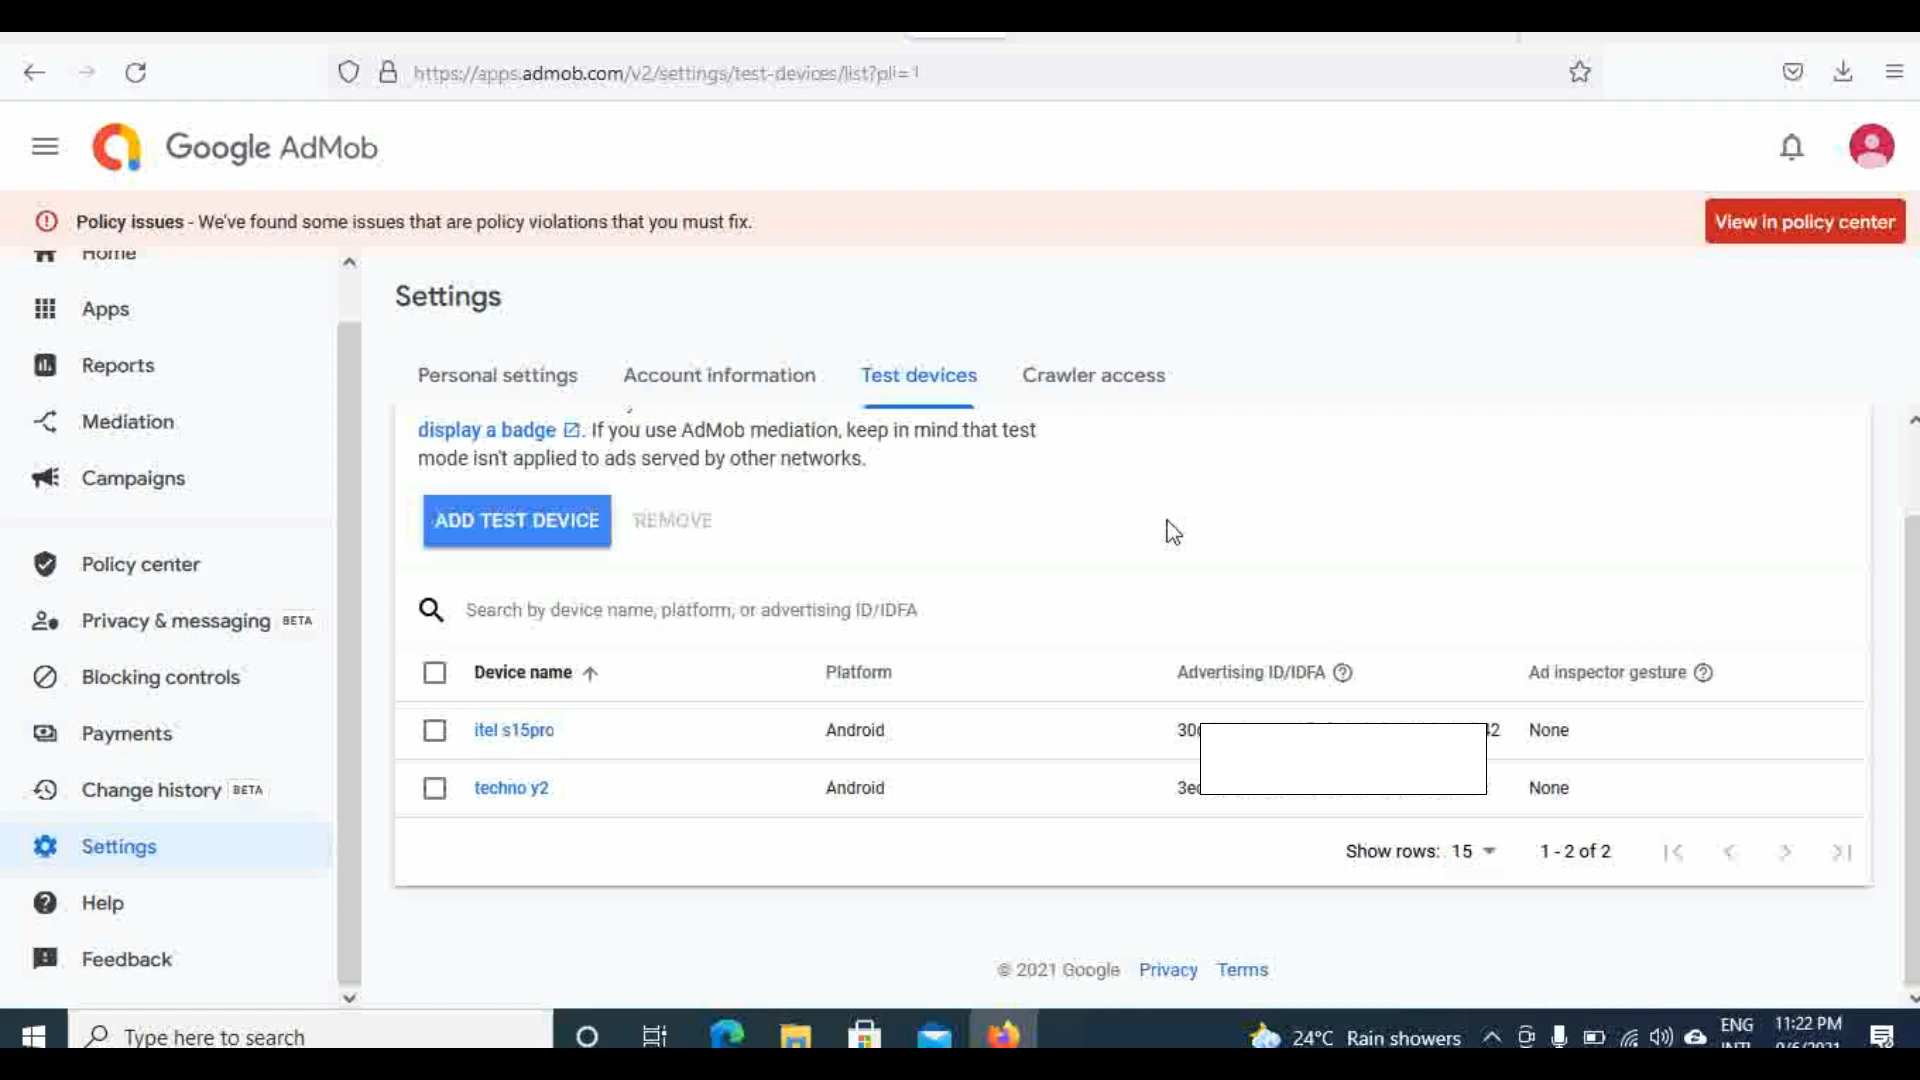 https://apps.admob.com/v2/settings/test-devices/list?pli=1
Google AdMob
Policy issues - We've found some issues that are policy violations that you must fix.
View in policy center
Home
Apps
Reports
Mediation
Campaigns
Policy center
Privacy & messaging BETA
Blocking controls
Payments
Change history BETA
Settings
Help
Feedback
Settings
Personal settings Account information Test devices Crawler access
display a badge . If you use AdMob mediation, keep in mind that test
mode isn't applied to ads served by other networks.
ADD TEST DEVICE REMOVE
Search by device name, platform, or advertising ID/IDFA
Device name Platform Advertising ID/IDFA Ad inspector gesture
itel s15pro Android 30 42 None
techno y2 Android 3e None
Show rows: 15 1 - 2 of 2
© 2021 Google Privacy Terms
Type here to search
24°C Rain showers
ENG 11:22 PM
INTL 9/6/2021